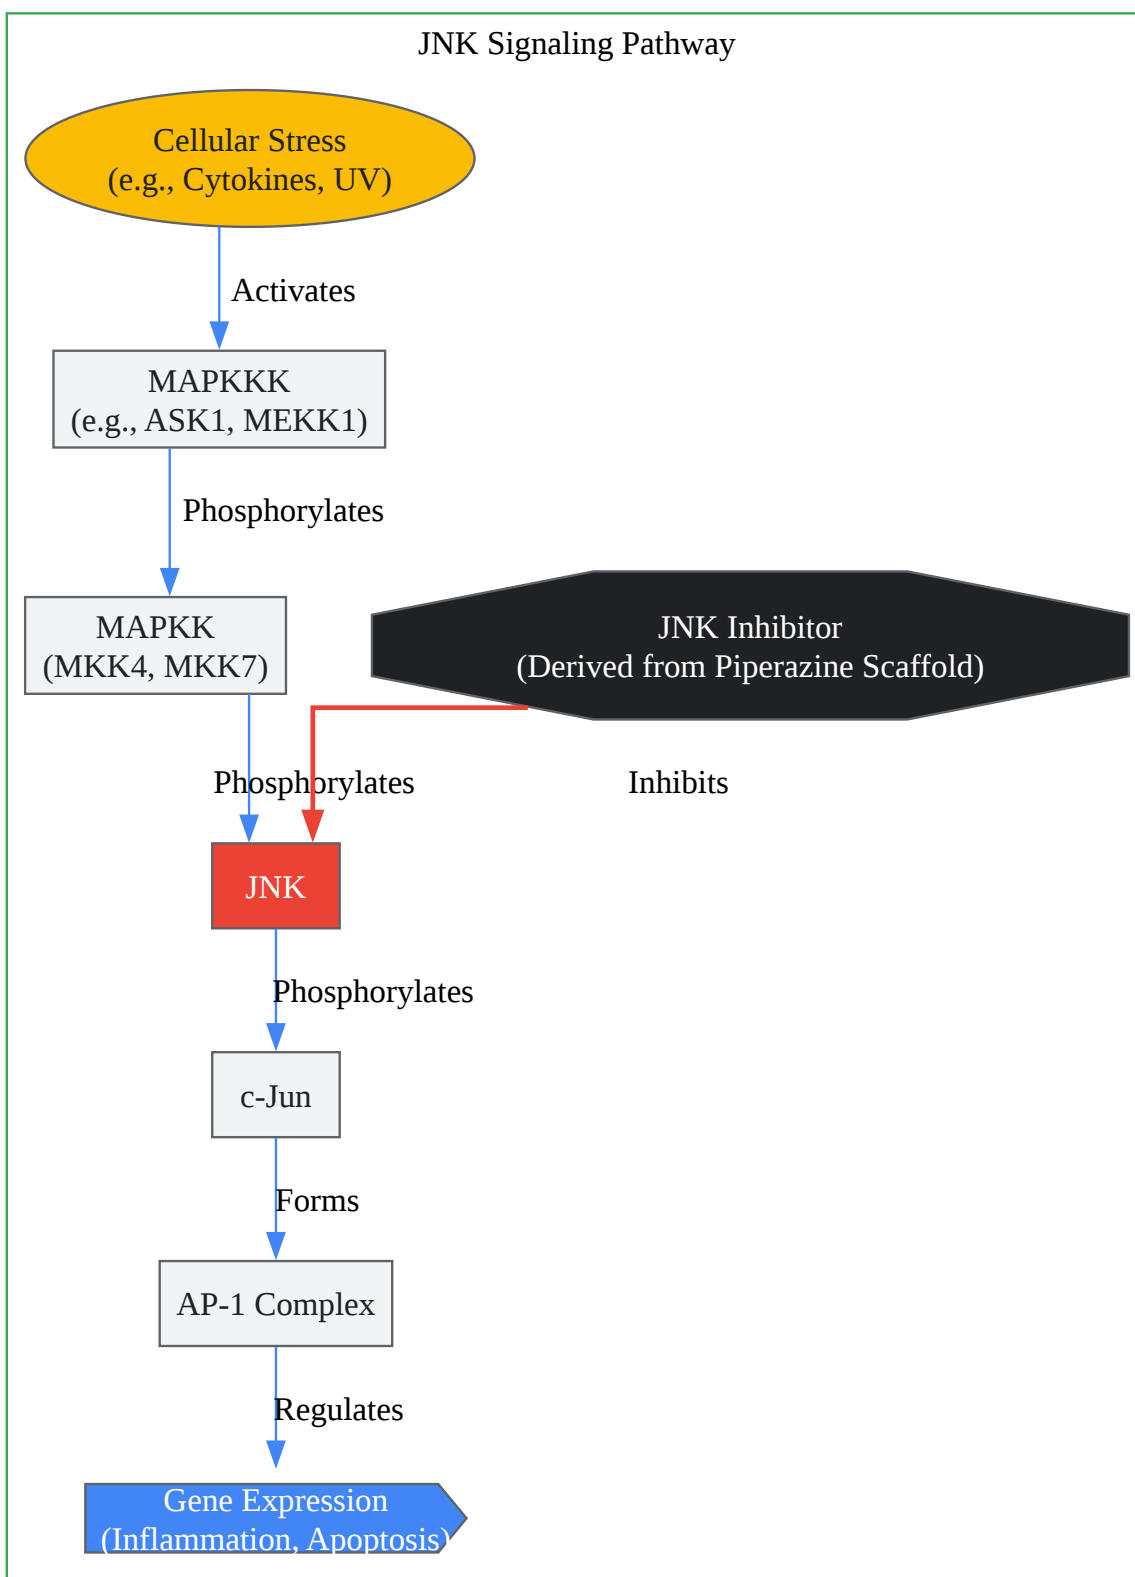 JNK Signaling Pathway
Cellular Stress
(e.g., Cytokines, UV)
Activates
MAPKKK
(e.g., ASK1, MEKK1)
Phosphorylates
MAPKK
(MKK4, MKK7)
JNK Inhibitor
(Derived from Piperazine Scaffold)
Phosphorylates
Inhibits
JNK
Phosphorylates
c-Jun
Forms
AP-1 Complex
Regulates
Gene Expression
(Inflammation, Apoptosis)